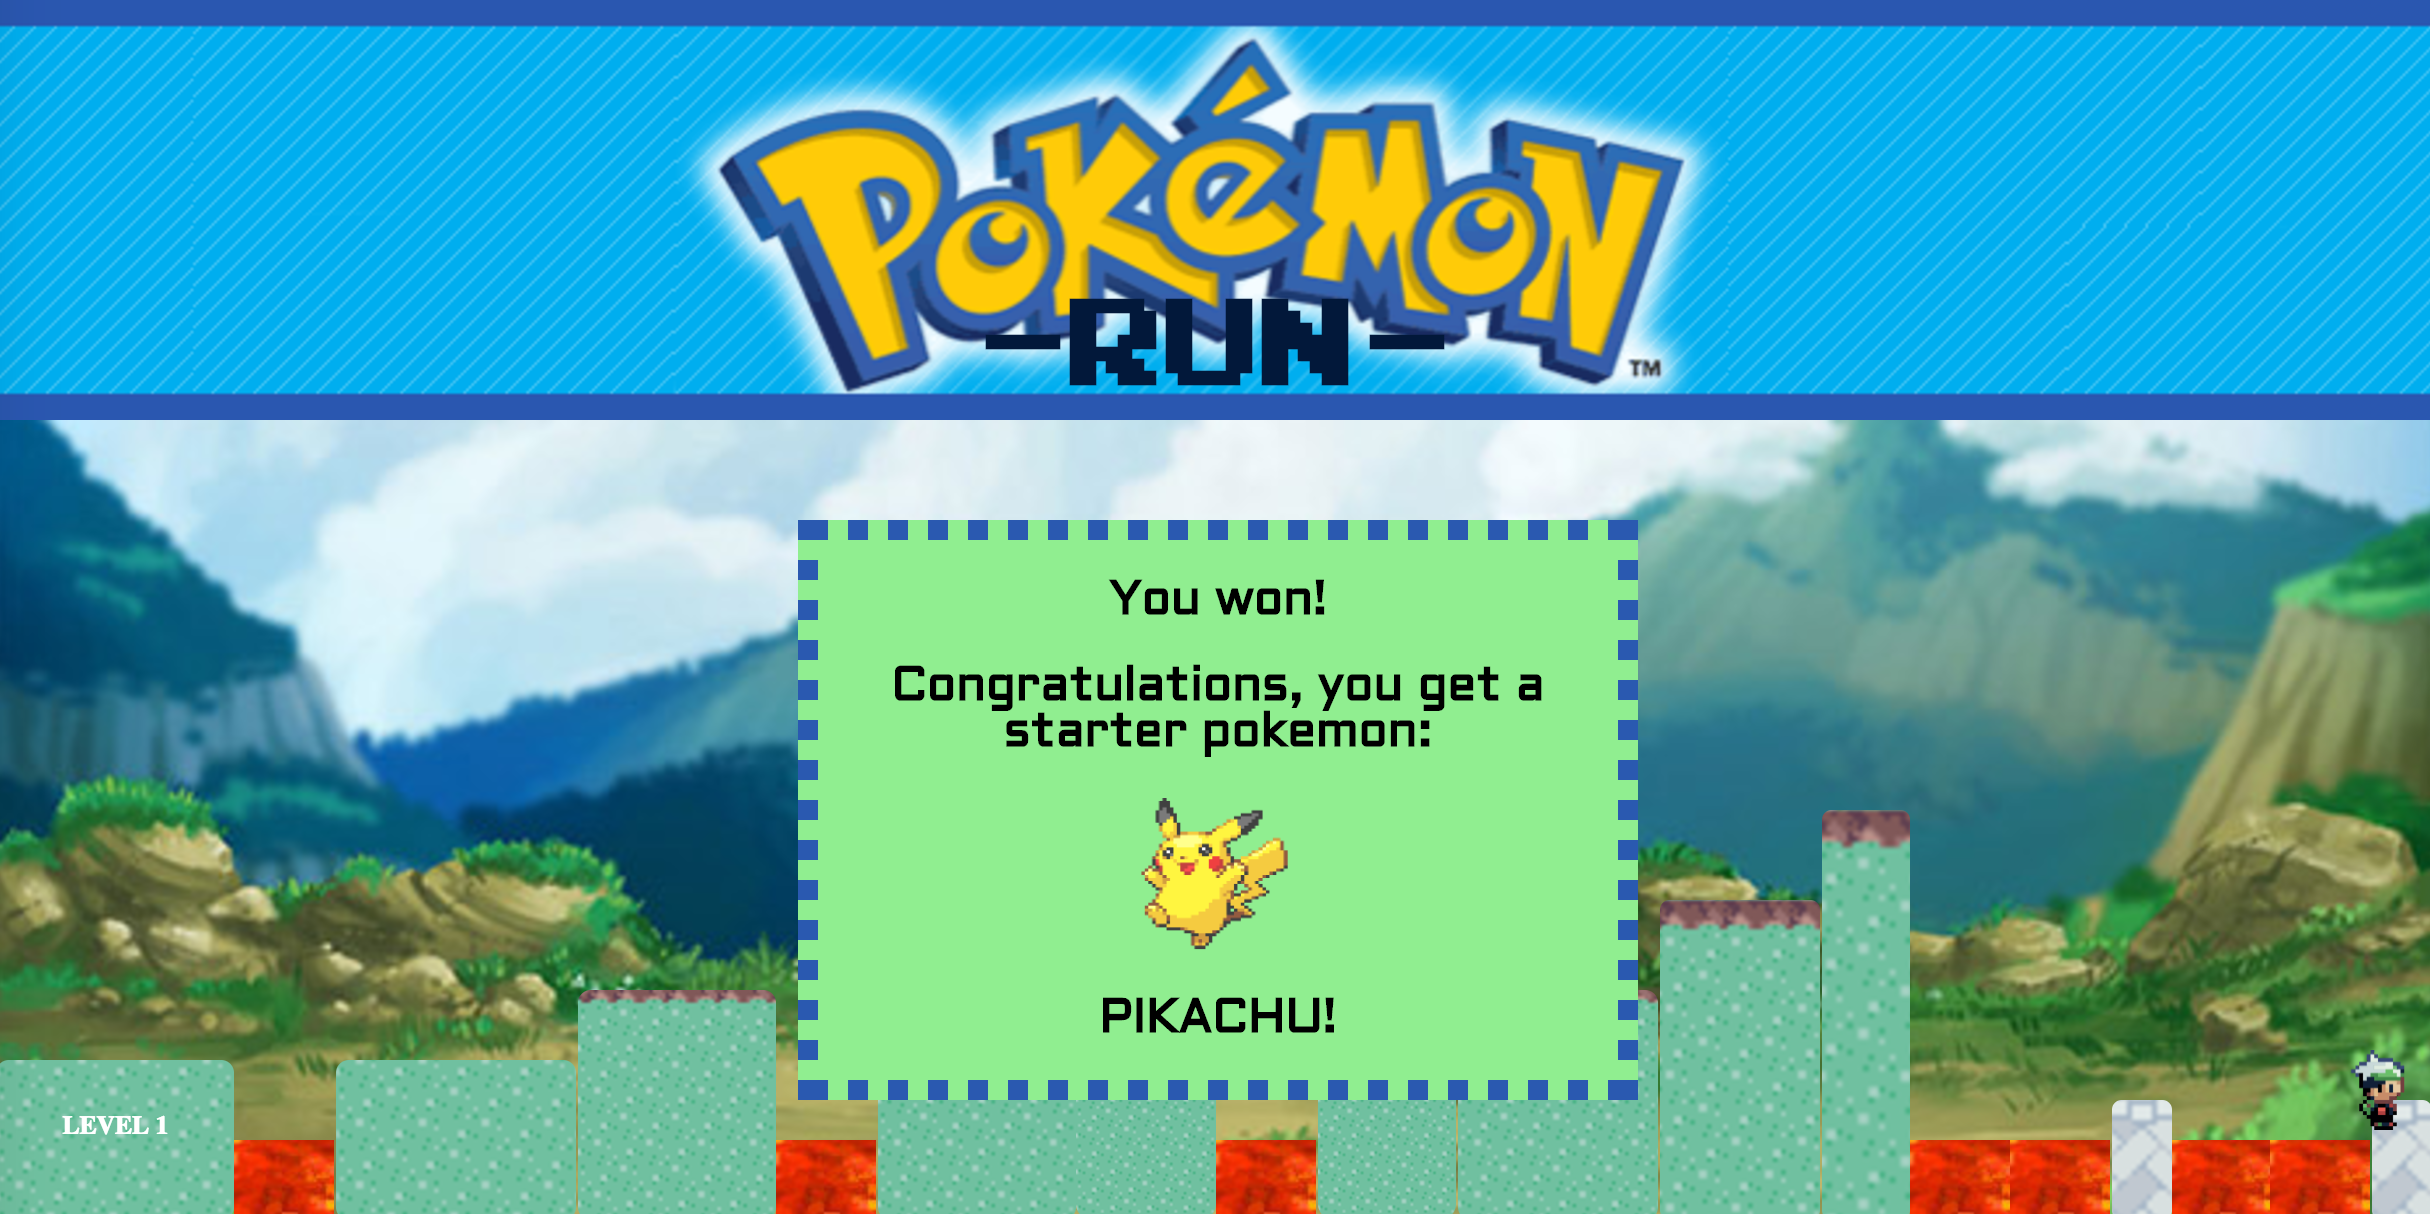 POKéMON
TM
-RUN-
You won!
Congratulations, you get a
starter pokemon:
PIKACHU!
LEVEL 1